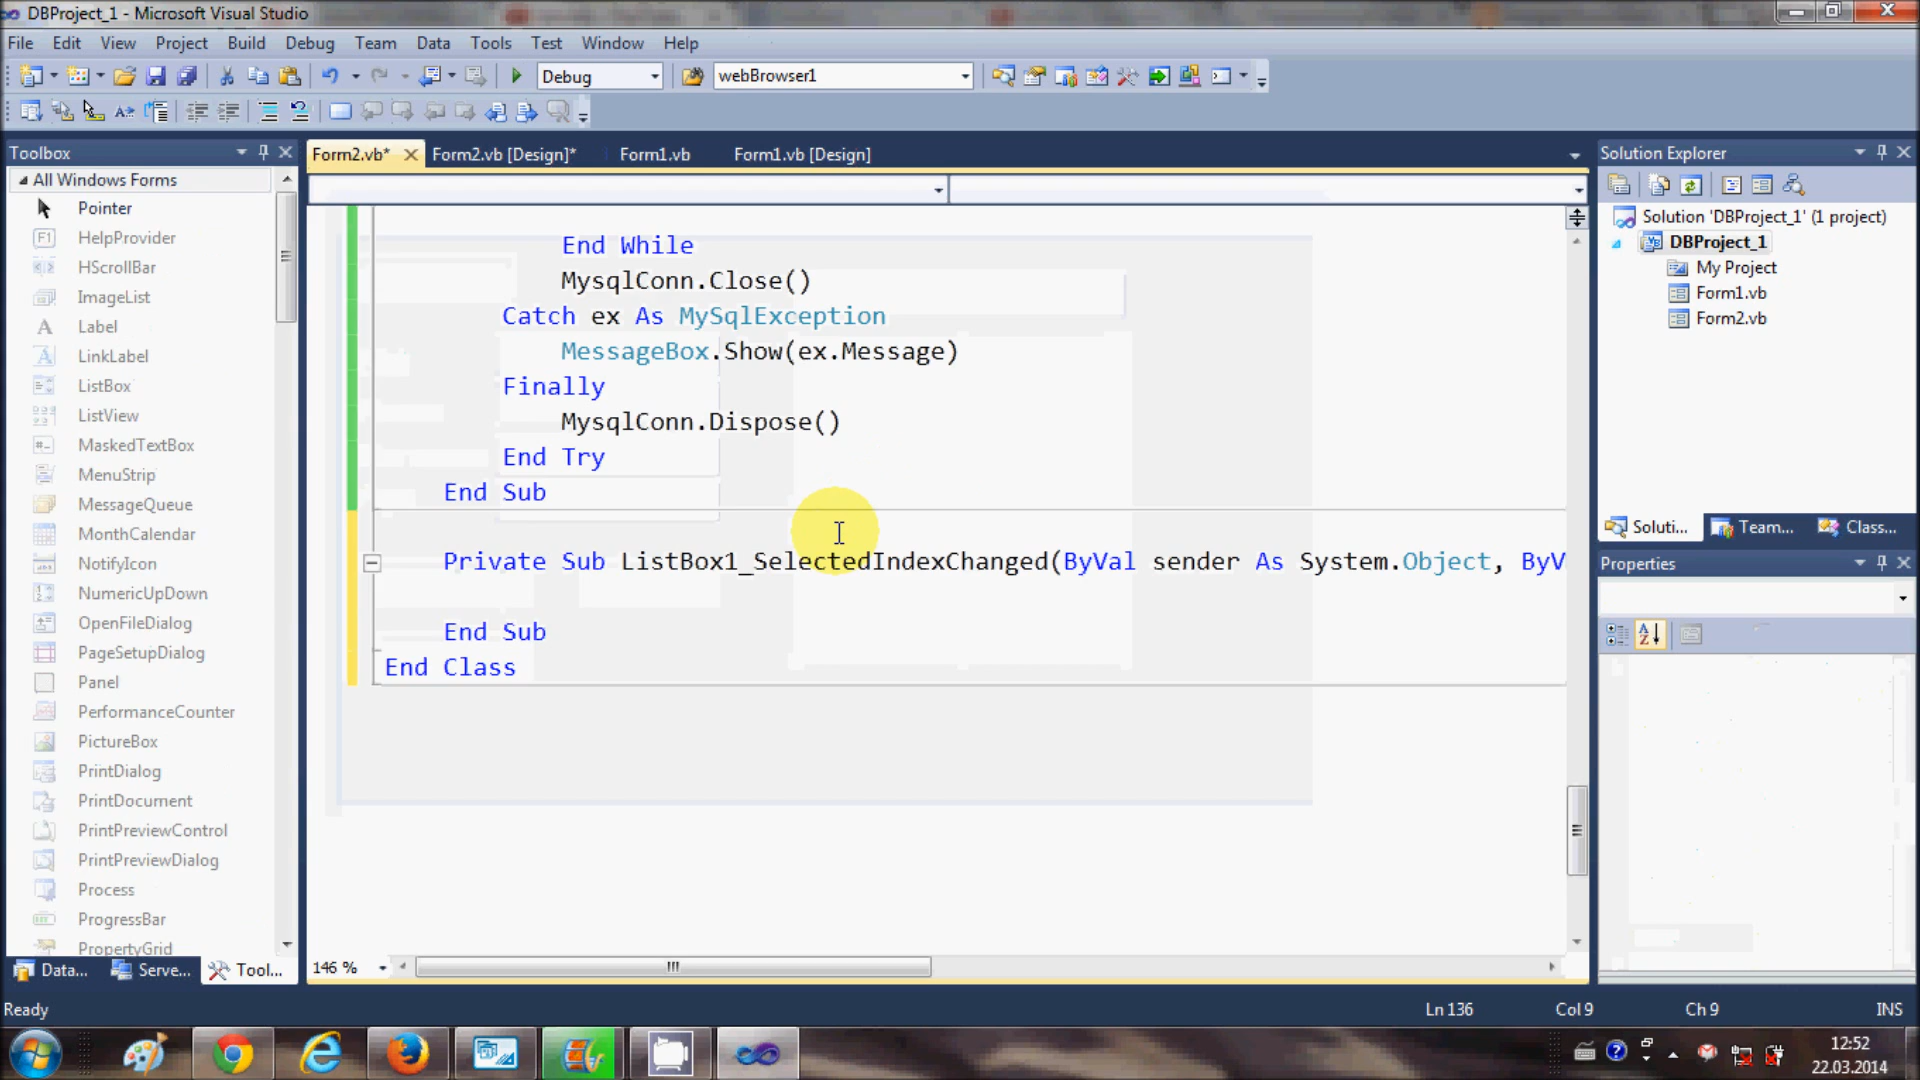 DBProject_1 - Microsoft Visual Studio
File Edit View Project Build Debug Team Data Tools Test Window Help
Debug webBrowser1
Toolbox
Form2.vb* Form2.vb [Design]* Form1.vb Form1.vb [Design]
Solution Explorer
All Windows Forms
Pointer
HelpProvider
HScrollBar
ImageList
Label
LinkLabel
ListBox
ListView
MaskedTextBox
MenuStrip
MessageQueue
MonthCalendar
NotifyIcon
NumericUpDown
OpenFileDialog
PageSetupDialog
Panel
PerformanceCounter
PictureBox
PrintDialog
PrintDocument
PrintPreviewControl
PrintPreviewDialog
Process
ProgressBar
PropertyGrid
Data... Serve... Tool...
End While
MysqlConn.Close()
Catch ex As MySqlException
MessageBox.Show(ex.Message)
Finally
MysqlConn.Dispose()
End Try
End Sub
Private Sub ListBox1_SelectedIndexChanged(ByVal sender As System.Object, ByV
End Sub
End Class
146 %
Solution 'DBProject_1' (1 project)
DBProject_1
My Project
Form1.vb
Form2.vb
Soluti... Team... Class...
Properties
Ready
Ln 136 Col 9 Ch 9 INS
12:52
22.03.2014